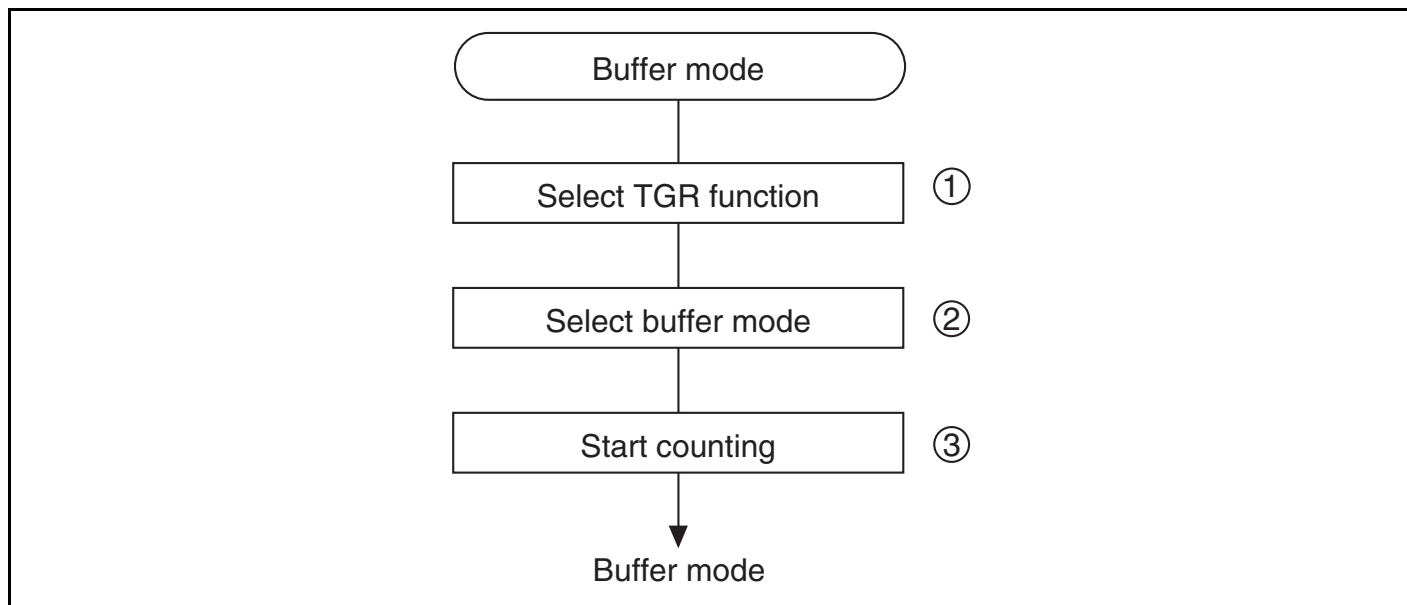 Buffer mode
Select TGR function ①
Select buffer mode ②
Start counting ③
Buffer mode